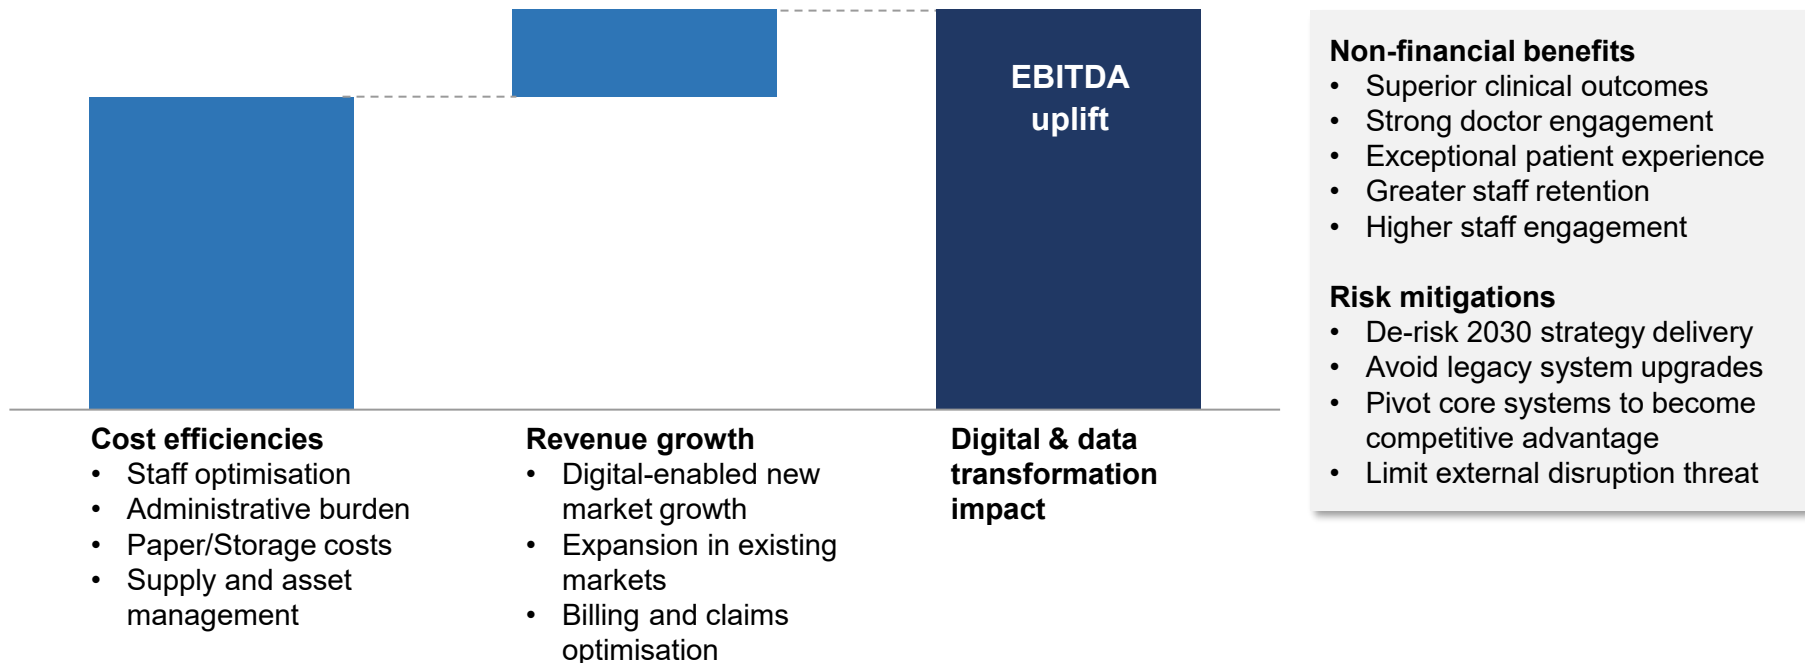 EBITDA
uplift
Cost efficiencies
• Staff optimisation
• Administrative burden
• Paper/Storage costs
• Supply and asset
management
Revenue growth
• Digital-enabled new
market growth
• Expansion in existing
markets
• Billing and claims
optimisation
Digital & data
transformation
impact
Non-financial benefits
• Superior clinical outcomes
• Strong doctor engagement
• Exceptional patient experience
• Greater staff retention
• Higher staff engagement
Risk mitigations
• De-risk 2030 strategy delivery
• Avoid legacy system upgrades
• Pivot core systems to become
competitive advantage
• Limit external disruption threat